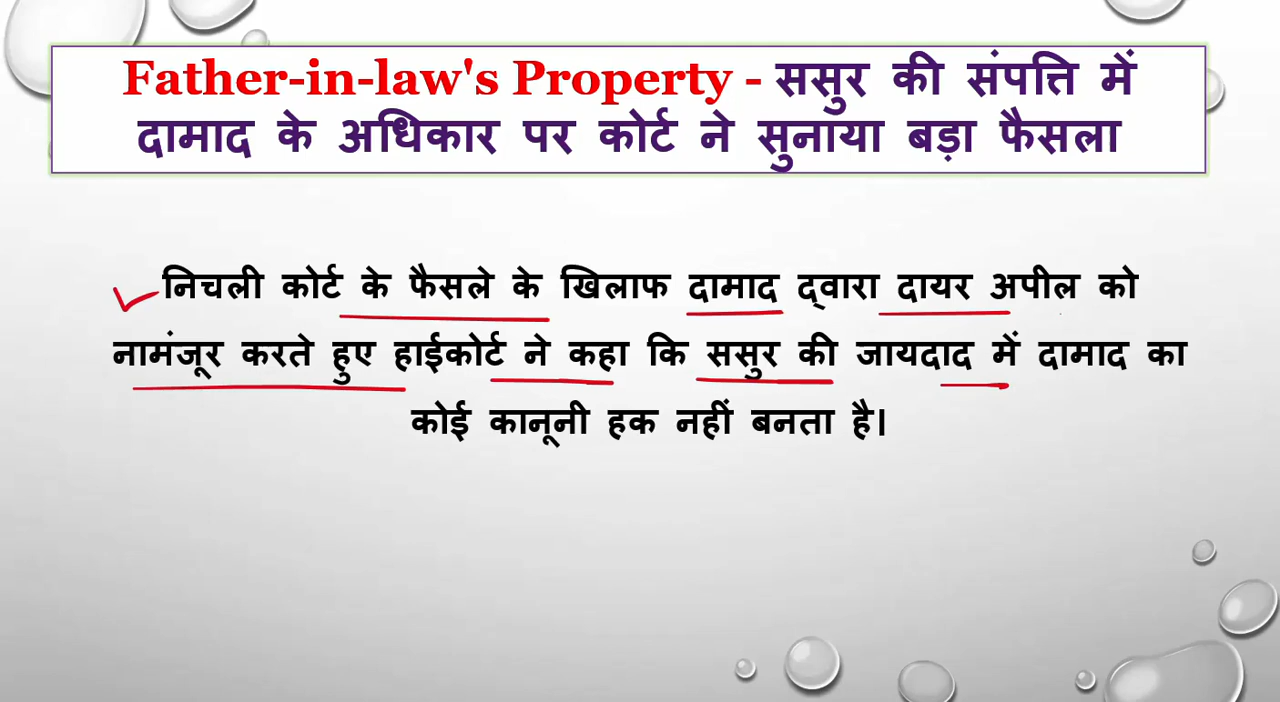 Father-in-law's Property - ससुर की संपत्ति में
दामाद के अधिकार पर कोर्ट ने सुनाया बड़ा फैसला
निचली कोर्ट के फैसले के खिलाफ दामाद द्वारा दायर अपील को
नामंजूर करते हुए हाईकोर्ट ने कहा कि ससुर की जायदाद में दामाद का
कोई कानूनी हक नहीं बनता है।